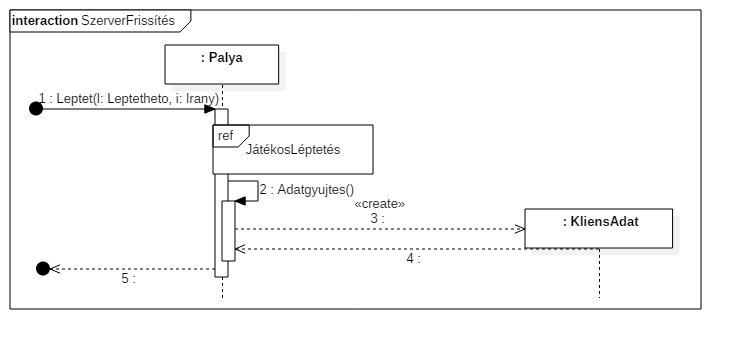 interaction SzerverFrissítés
: Palya
1 : Leptet(l: Leptetheto, i: Irany)
ref
JátékosLéptetés
2 : Adatgyujtes()
«create»
3 :
: KliensAdat
4 :
5 :